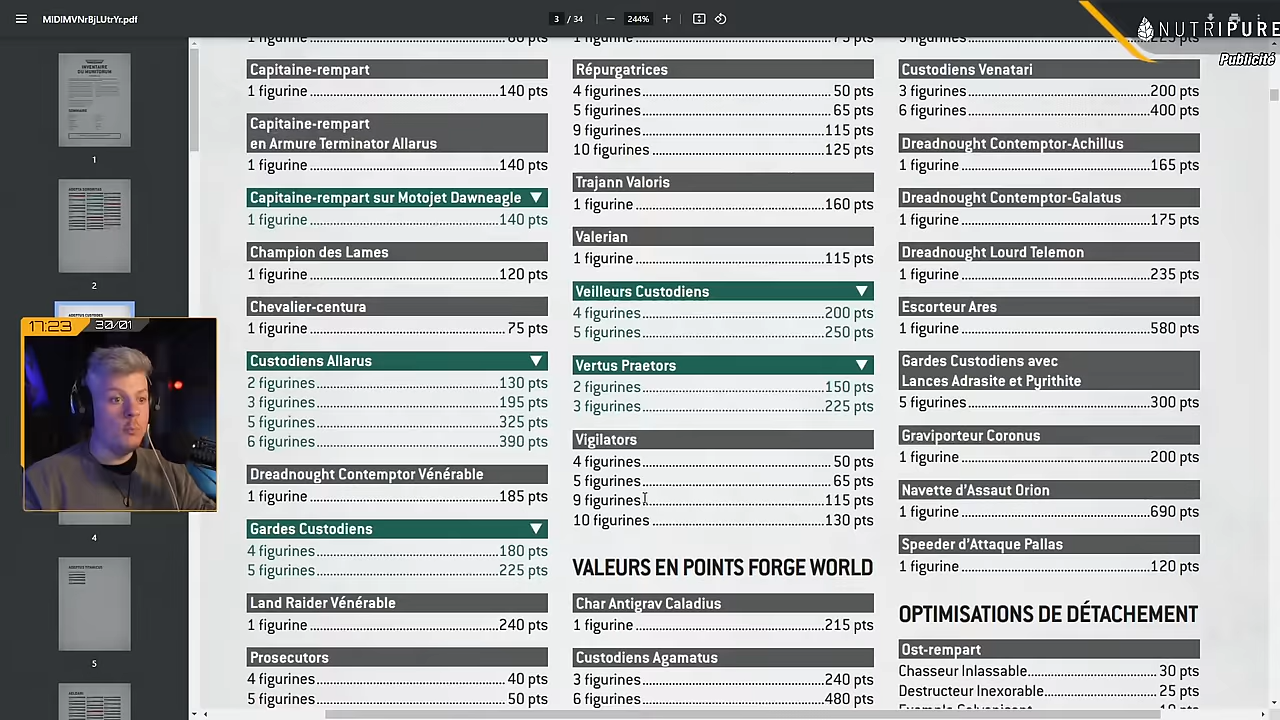 MIDIMVNrBjLUtrYr.pdf
3 / 34
244%
NUTRIPURE
Publicité
INVENTAIRE
DU MUNITORUM
1
2
4
5
17:23
30/01
Capitaine-rempart
1 figurine 140 pts
Capitaine-rempart
en Armure Terminator Allarus
1 figurine 140 pts
Capitaine-rempart sur Motojet Dawneagle ▼
1 figurine 140 pts
Champion des Lames
1 figurine 120 pts
Chevalier-centura
1 figurine 75 pts
Custodiens Allarus ▼
2 figurines 130 pts
3 figurines 195 pts
5 figurines 325 pts
6 figurines 390 pts
Dreadnought Contemptor Vénérable
1 figurine 185 pts
Gardes Custodiens ▼
4 figurines 180 pts
5 figurines 225 pts
Land Raider Vénérable
1 figurine 240 pts
Prosecutors
4 figurines 40 pts
5 figurines 50 pts
Répurgatrices
4 figurines 50 pts
5 figurines 65 pts
9 figurines 115 pts
10 figurines 125 pts
Trajann Valoris
1 figurine 160 pts
Valerian
1 figurine 115 pts
Veilleurs Custodiens ▼
4 figurines 200 pts
5 figurines 250 pts
Vertus Praetors ▼
2 figurines 150 pts
3 figurines 225 pts
Vigilators
4 figurines 50 pts
5 figurines 65 pts
9 figurines 115 pts
10 figurines 130 pts
VALEURS EN POINTS FORGE WORLD
Char Antigrav Caladius
1 figurine 215 pts
Custodiens Agamatus
3 figurines 240 pts
6 figurines 480 pts
Custodiens Venatari
3 figurines 200 pts
6 figurines 400 pts
Dreadnought Contemptor-Achillus
1 figurine 165 pts
Dreadnought Contemptor-Galatus
1 figurine 175 pts
Dreadnought Lourd Telemon
1 figurine 235 pts
Escorteur Ares
1 figurine 580 pts
Gardes Custodiens avec
Lances Adrasite et Pyrithite
5 figurines 300 pts
Graviporteur Coronus
1 figurine 200 pts
Navette d'Assaut Orion
1 figurine 690 pts
Speeder d'Attaque Pallas
1 figurine 120 pts
OPTIMISATIONS DE DÉTACHEMENT
Ost-rempart
Chasseur Inlassable 30 pts
Destructeur Inexorable 25 pts